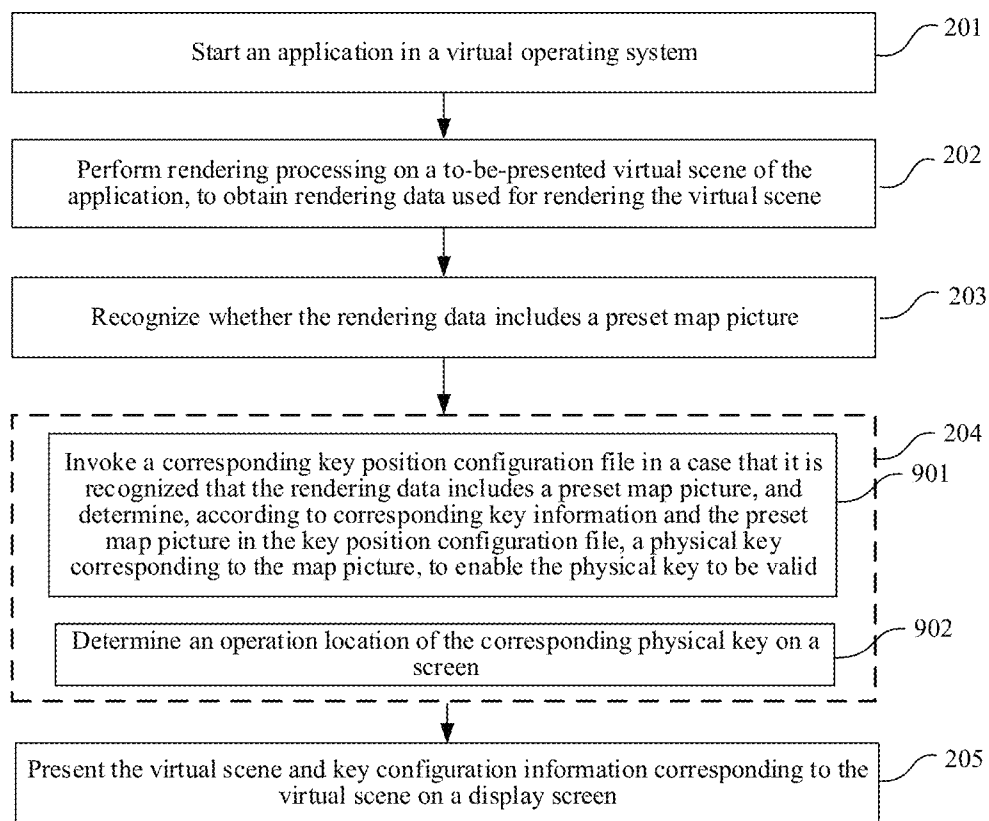 Start an application in a virtual operating system
201
Perform rendering processing on a to-be-presented virtual scene of the
application, to obtain rendering data used for rendering the virtual scene
202
Recognize whether the rendering data includes a preset map picture
203
204
Invoke a corresponding key position configuration file in a case that it is
recognized that the rendering data includes a preset map picture, and
determine, according to corresponding key information and the preset
map picture in the key position configuration file, a physical key
corresponding to the map picture, to enable the physical key to be valid
901
Determine an operation location of the corresponding physical key on a
screen
902
Present the virtual scene and key configuration information corresponding to the
virtual scene on a display screen
205